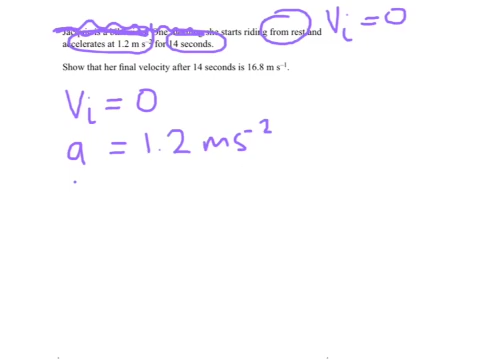 she starts riding from rest and Vi = 0
accelerates at 1.2 m s⁻² for 14 seconds.
Show that her final velocity after 14 seconds is 16.8 m s⁻¹.
Vi = 0
a = 1.2 ms⁻²